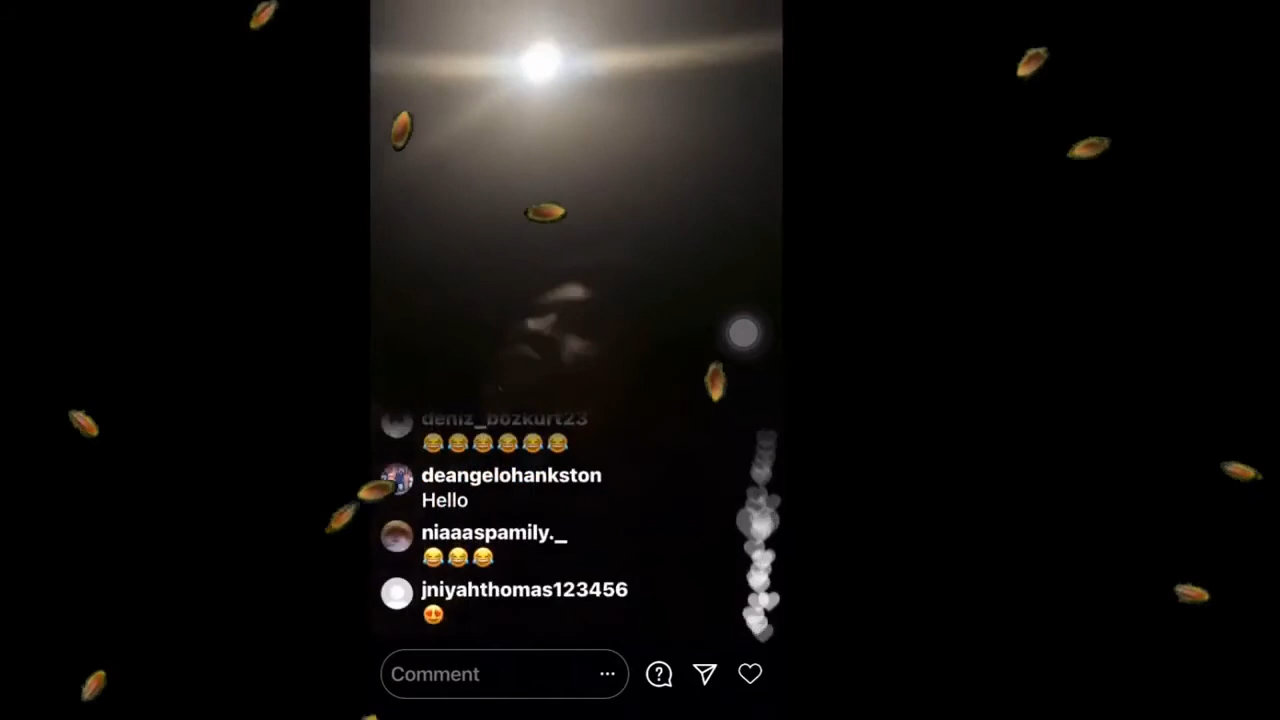 deniz_bozkurt23
😂😂😂😂😂😂
deangelohankston
Hello
niaaaspamily._
😂😂😂
jniyahthomas123456
😍
Comment